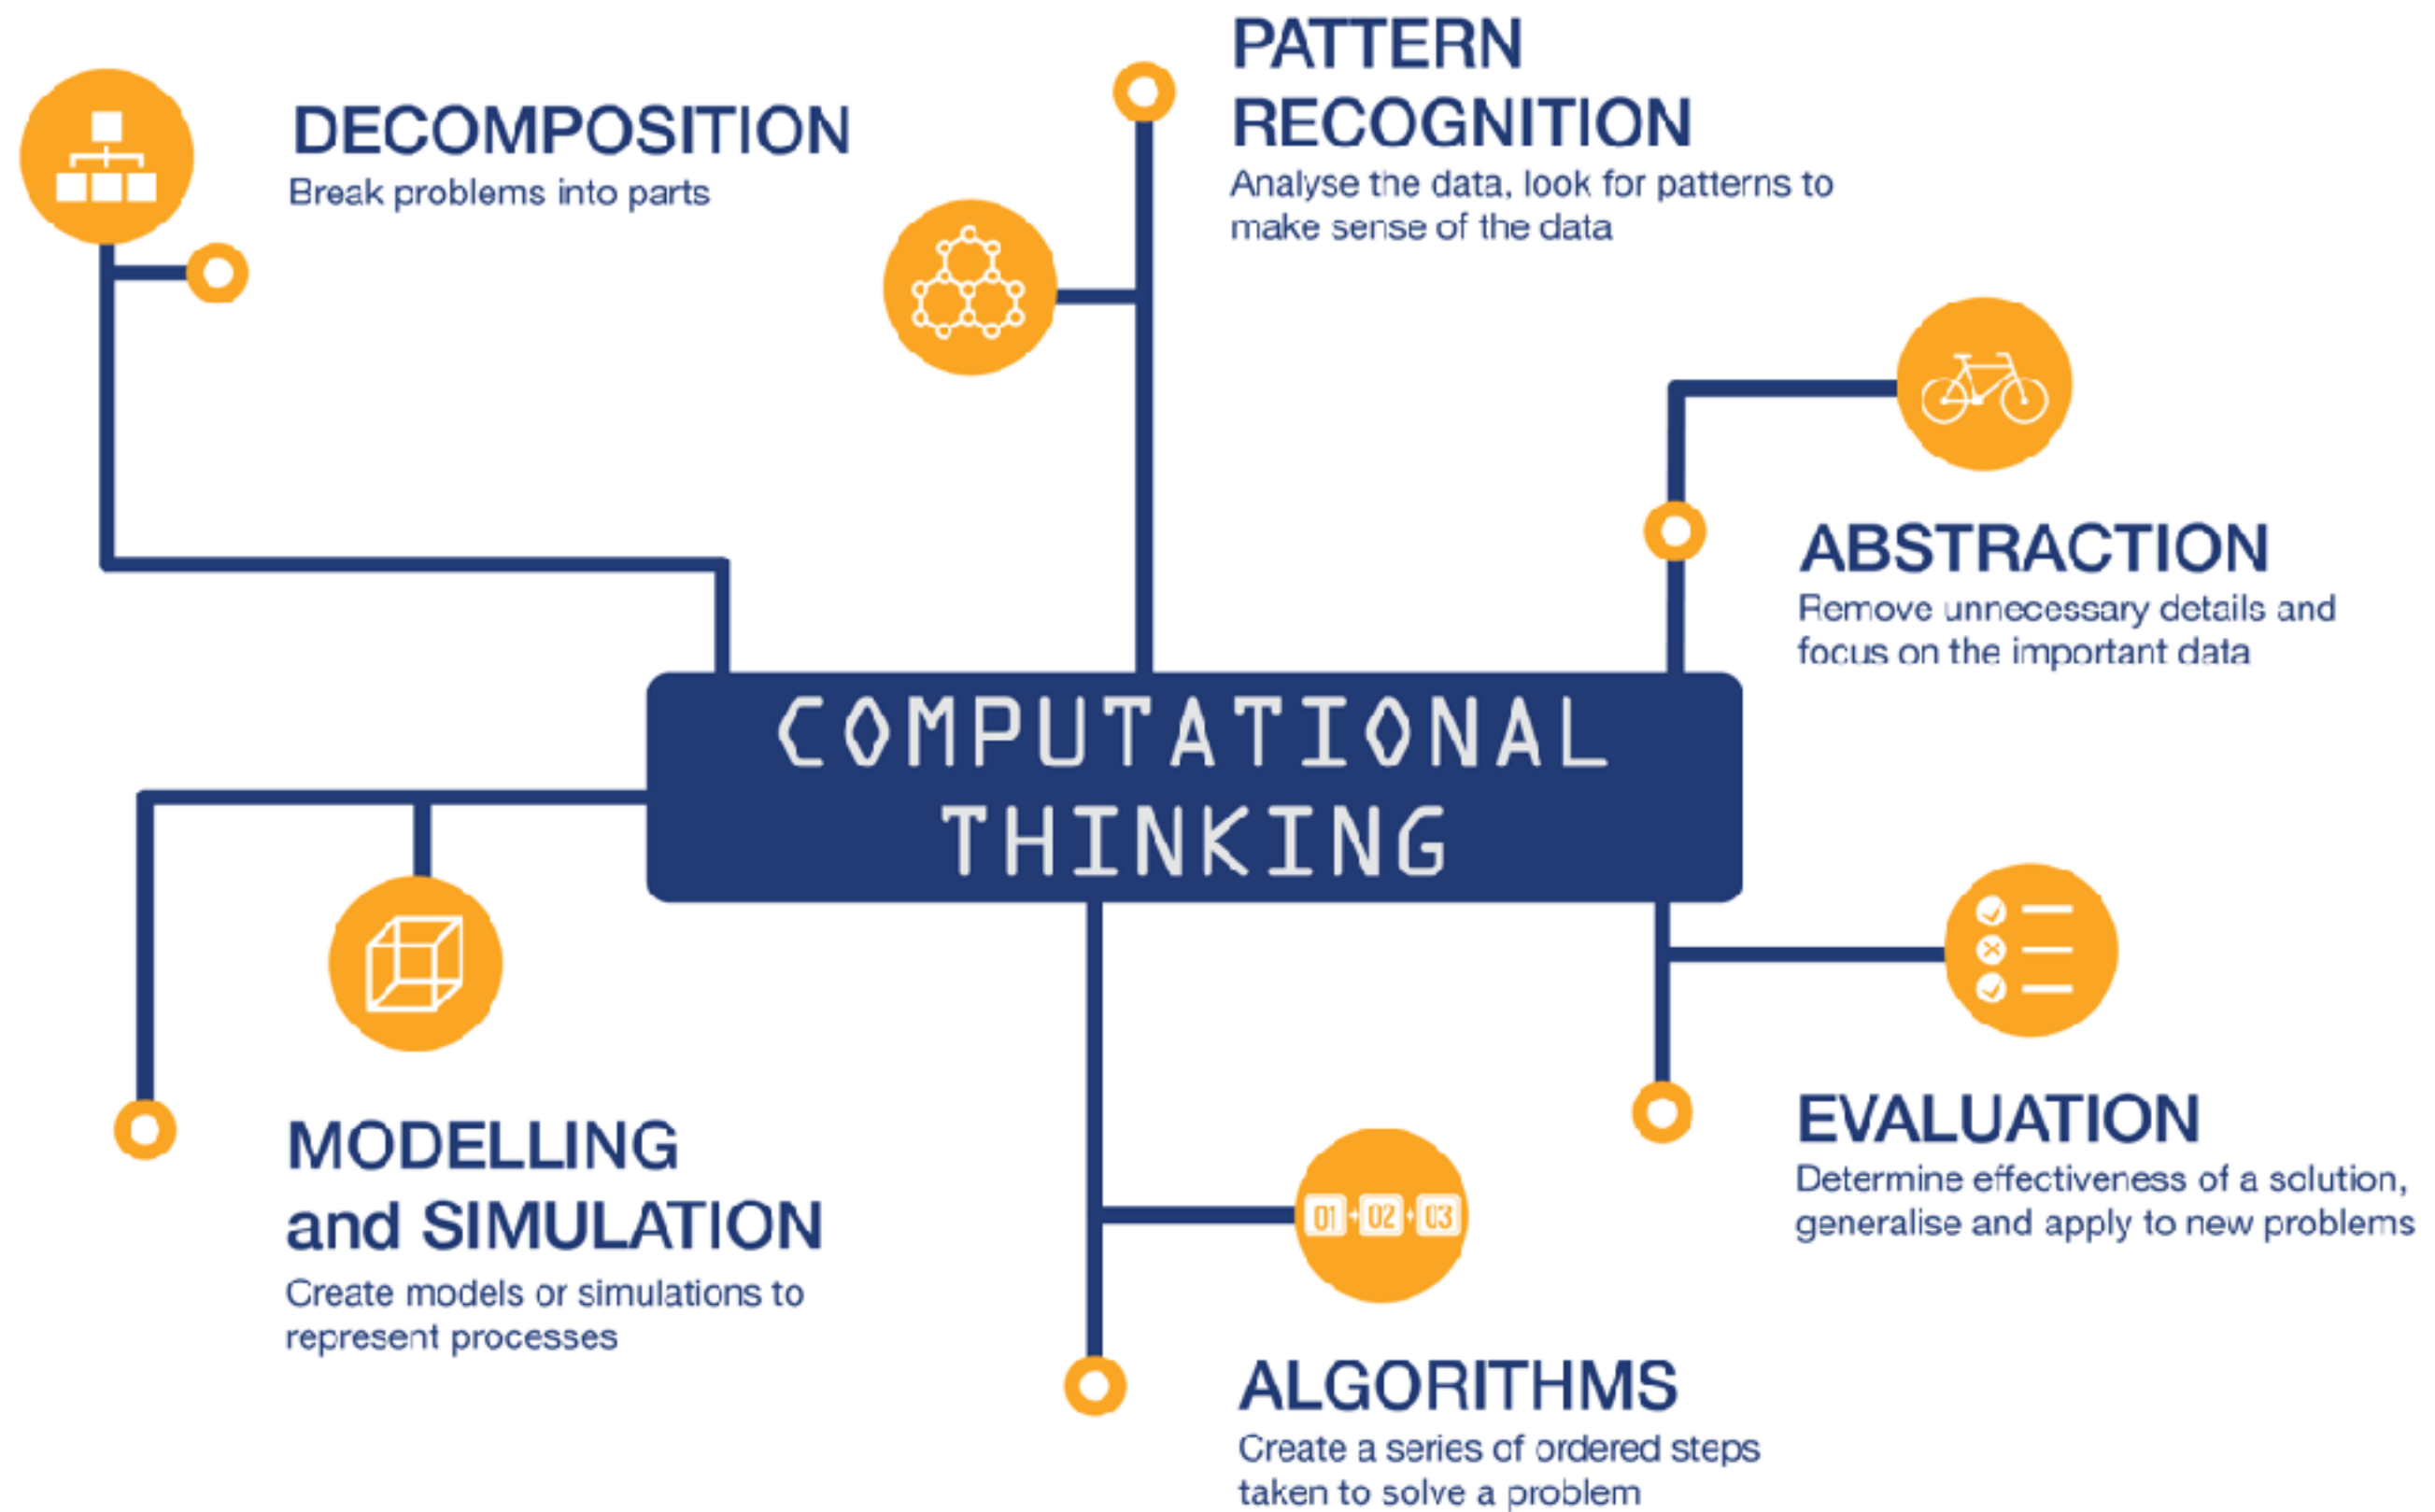 DECOMPOSITION
Break problems into parts
PATTERN
RECOGNITION
Analyse the data, look for patterns to
make sense of the data
ABSTRACTION
Remove unnecessary details and
focus on the important data
COMPUTATIONAL
THINKING
MODELLING
and SIMULATION
Create models or simulations to
represent processes
01 02 03
ALGORITHMS
Create a series of ordered steps
taken to solve a problem
EVALUATION
Determine effectiveness of a solution,
generalise and apply to new problems